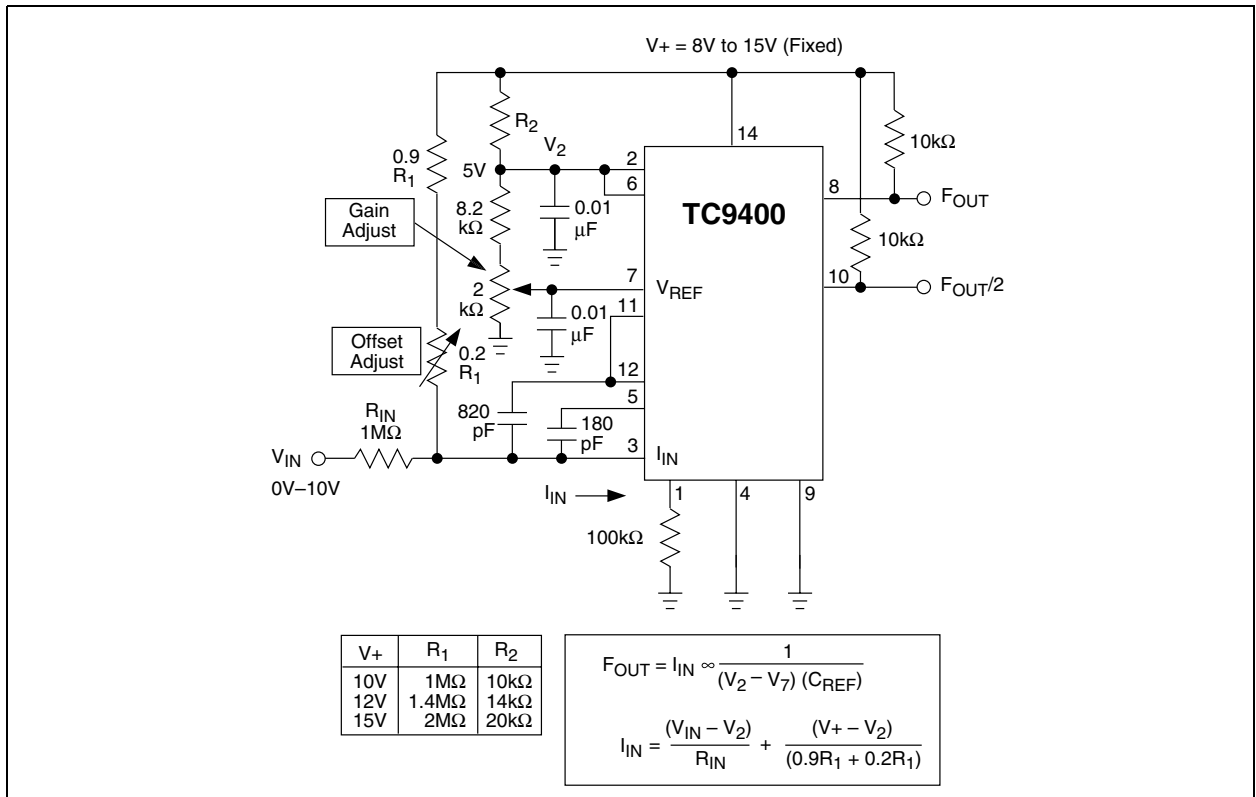 V+ = 8V to 15V (Fixed)
R2
14
10kΩ
0.9
R1
V2
5V
2
6
TC9400
8
FOUT
Gain
Adjust
8.2
kΩ
0.01
µF
10kΩ
2
kΩ
7
VREF
10
FOUT/2
11
0.01
µF
Offset
Adjust
0.2
R1
12
5
RIN
1MΩ
820
pF
180
pF
3
IIN
VIN
0V–10V
IIN
1
4
9
100kΩ
V+ R1 R2
10V 1MΩ 10kΩ
12V 1.4MΩ 14kΩ
15V 2MΩ 20kΩ
FOUT = IIN ∞ 1
(V2 – V7) (CREF)
IIN = (VIN – V2) + (V+ – V2)
RIN (0.9R1 + 0.2R1)